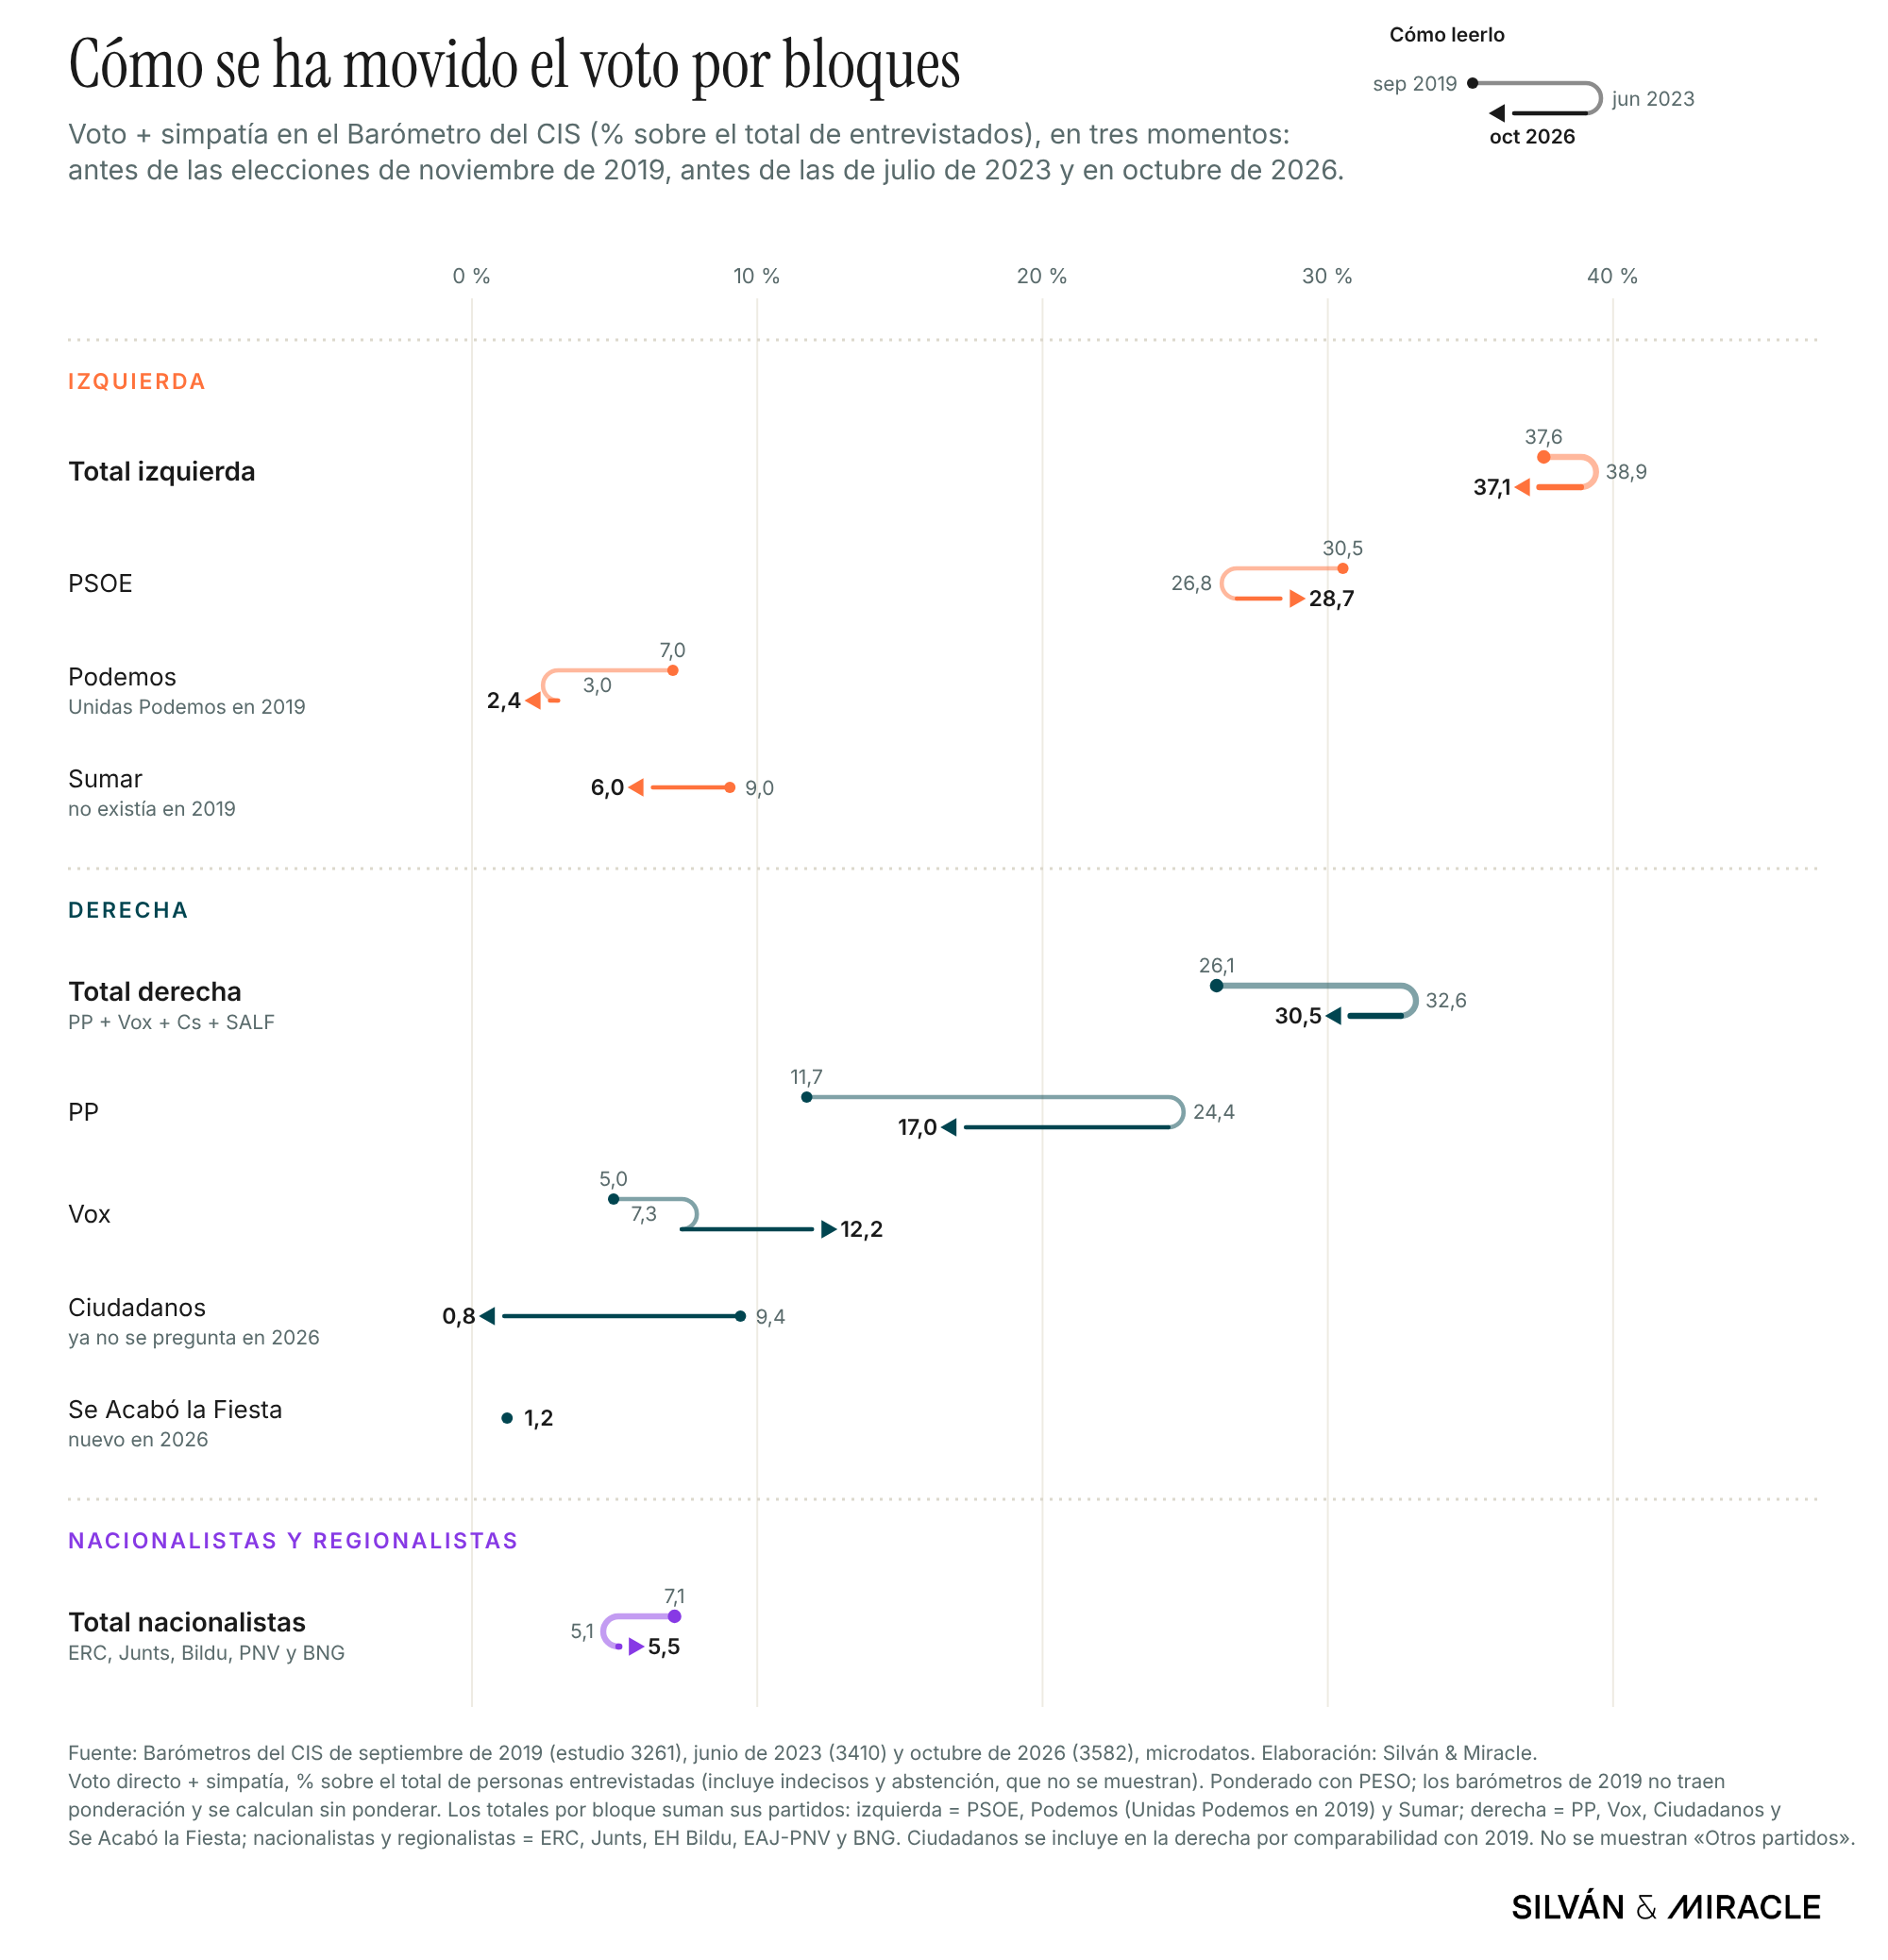 Cómo se ha movido el voto por bloques
Voto + simpatía en el Barómetro del CIS (% sobre el total de entrevistados), en tres momentos:
antes de las elecciones de noviembre de 2019, antes de las de julio de 2023 y en octubre de 2026.
Cómo leerlo
sep 2019
jun 2023
oct 2026
0 % 10 % 20 % 30 % 40 %
IZQUIERDA
Total izquierda
37,6
38,9
37,1
PSOE
30,5
26,8
28,7
Podemos
Unidas Podemos en 2019
7,0
3,0
2,4
Sumar
no existía en 2019
6,0
9,0
DERECHA
Total derecha
PP + Vox + Cs + SALF
26,1
32,6
30,5
PP
11,7
24,4
17,0
Vox
5,0
7,3
12,2
Ciudadanos
ya no se pregunta en 2026
0,8
9,4
Se Acabó la Fiesta
nuevo en 2026
1,2
NACIONALISTAS Y REGIONALISTAS
Total nacionalistas
ERC, Junts, Bildu, PNV y BNG
7,1
5,1
5,5
Fuente: Barómetros del CIS de septiembre de 2019 (estudio 3261), junio de 2023 (3410) y octubre de 2026 (3582), microdatos. Elaboración: Silván & Miracle.
Voto directo + simpatía, % sobre el total de personas entrevistadas (incluye indecisos y abstención, que no se muestran). Ponderado con PESO; los barómetros de 2019 no traen
ponderación y se calculan sin ponderar. Los totales por bloque suman sus partidos: izquierda = PSOE, Podemos (Unidas Podemos en 2019) y Sumar; derecha = PP, Vox, Ciudadanos y
Se Acabó la Fiesta; nacionalistas y regionalistas = ERC, Junts, EH Bildu, EAJ-PNV y BNG. Ciudadanos se incluye en la derecha por comparabilidad con 2019. No se muestran «Otros partidos».
SILVÁN & MIRACLE